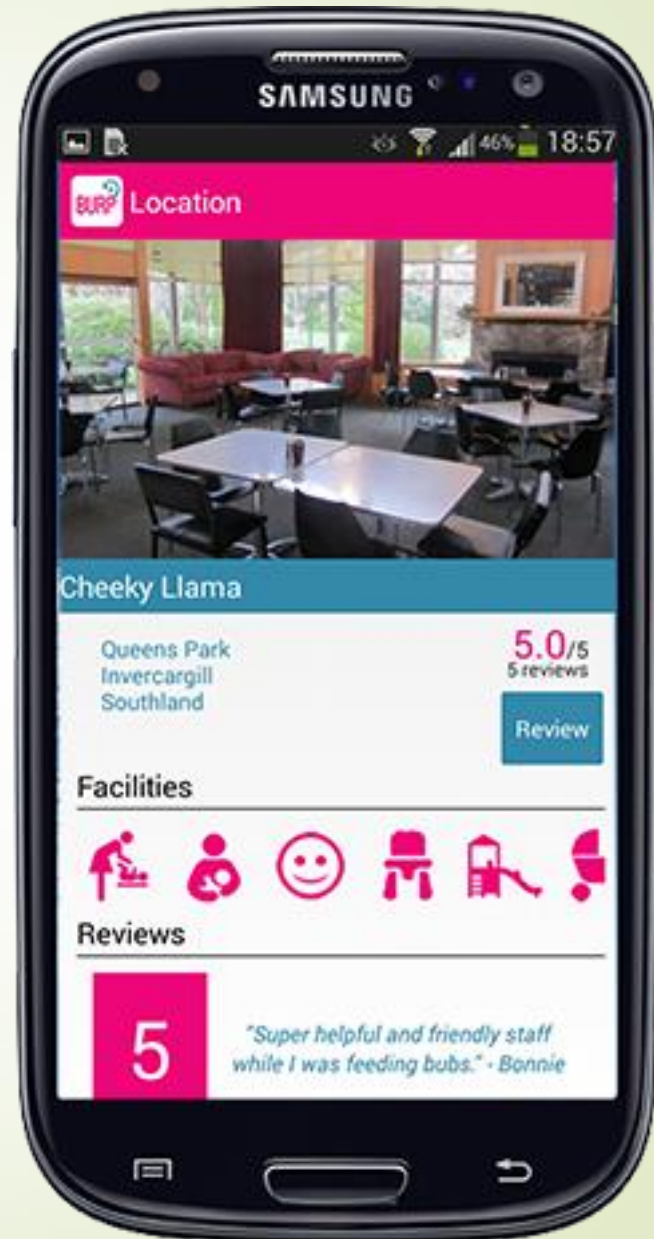 SAMSUNG
46% 18:57
BURP Location
Cheeky Llama
Queens Park
Invercargill
Southland
5.0/5
5 reviews
Review
Facilities
Reviews
5
"Super helpful and friendly staff
while I was feeding bubs." - Bonnie